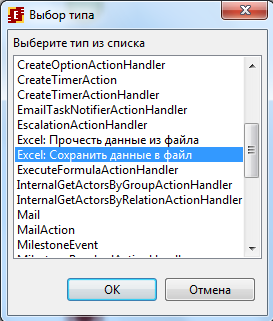 Выбор типа
Выберите тип из списка
CreateOptionActionHandler
CreateTimerAction
CreateTimerActionHandler
EmailTaskNotifierActionHandler
EscalationActionHandler
Excel: Прочесть данные из файла
Excel: Сохранить данные в файл
ExecuteFormulaActionHandler
InternalGetActorsByGroupActionHandler
InternalGetActorsByRelationActionHandler
Mail
MailAction
MilestoneEvent
OK
Отмена